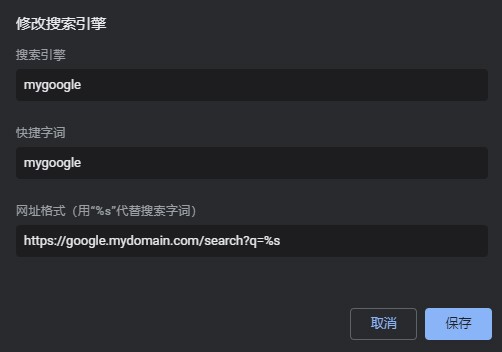 修改搜索引擎
搜索引擎
mygoogle
快捷字词
mygoogle
网址格式（用“%s”代替搜索字词）
https://google.mydomain.com/search?q=%s
取消
保存